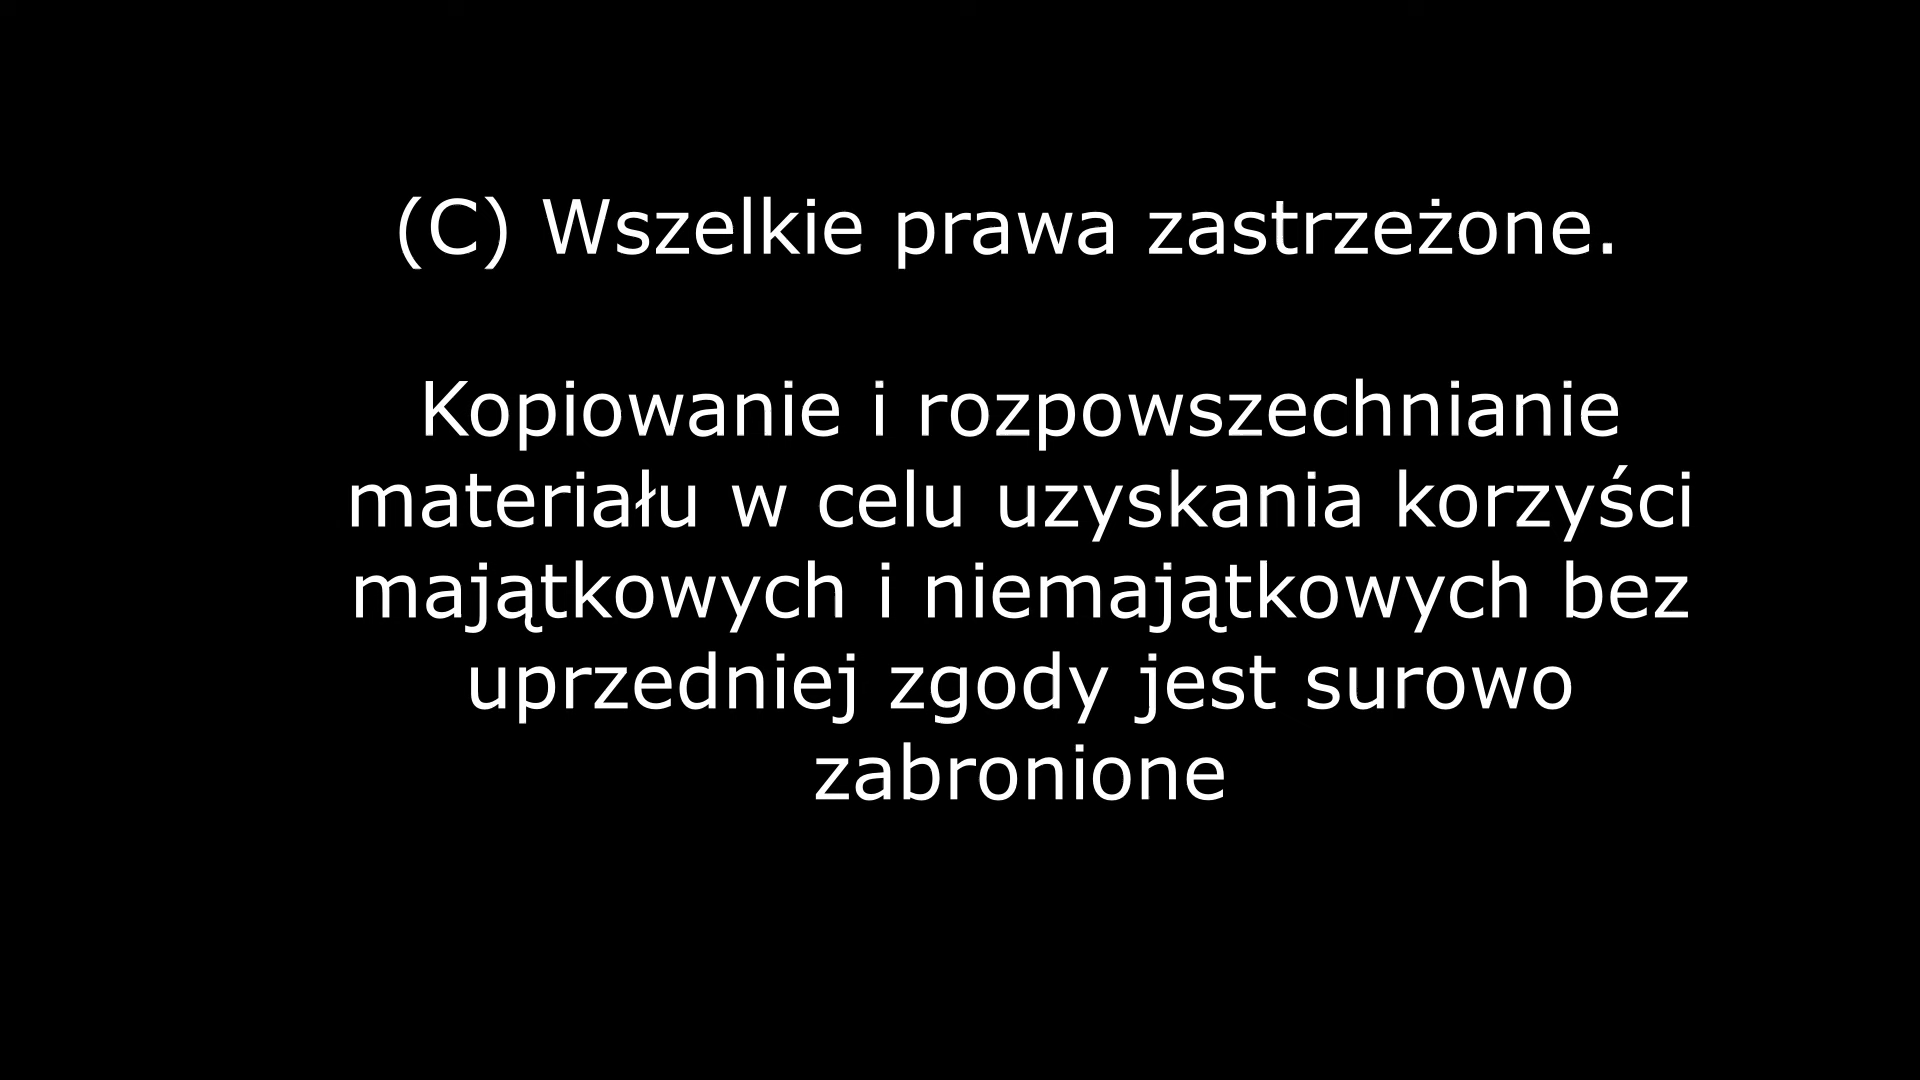 (C) Wszelkie prawa zastrzeżone.
Kopiowanie i rozpowszechnianie
materiału w celu uzyskania korzyści
majątkowych i niemajątkowych bez
uprzedniej zgody jest surowo
zabronione